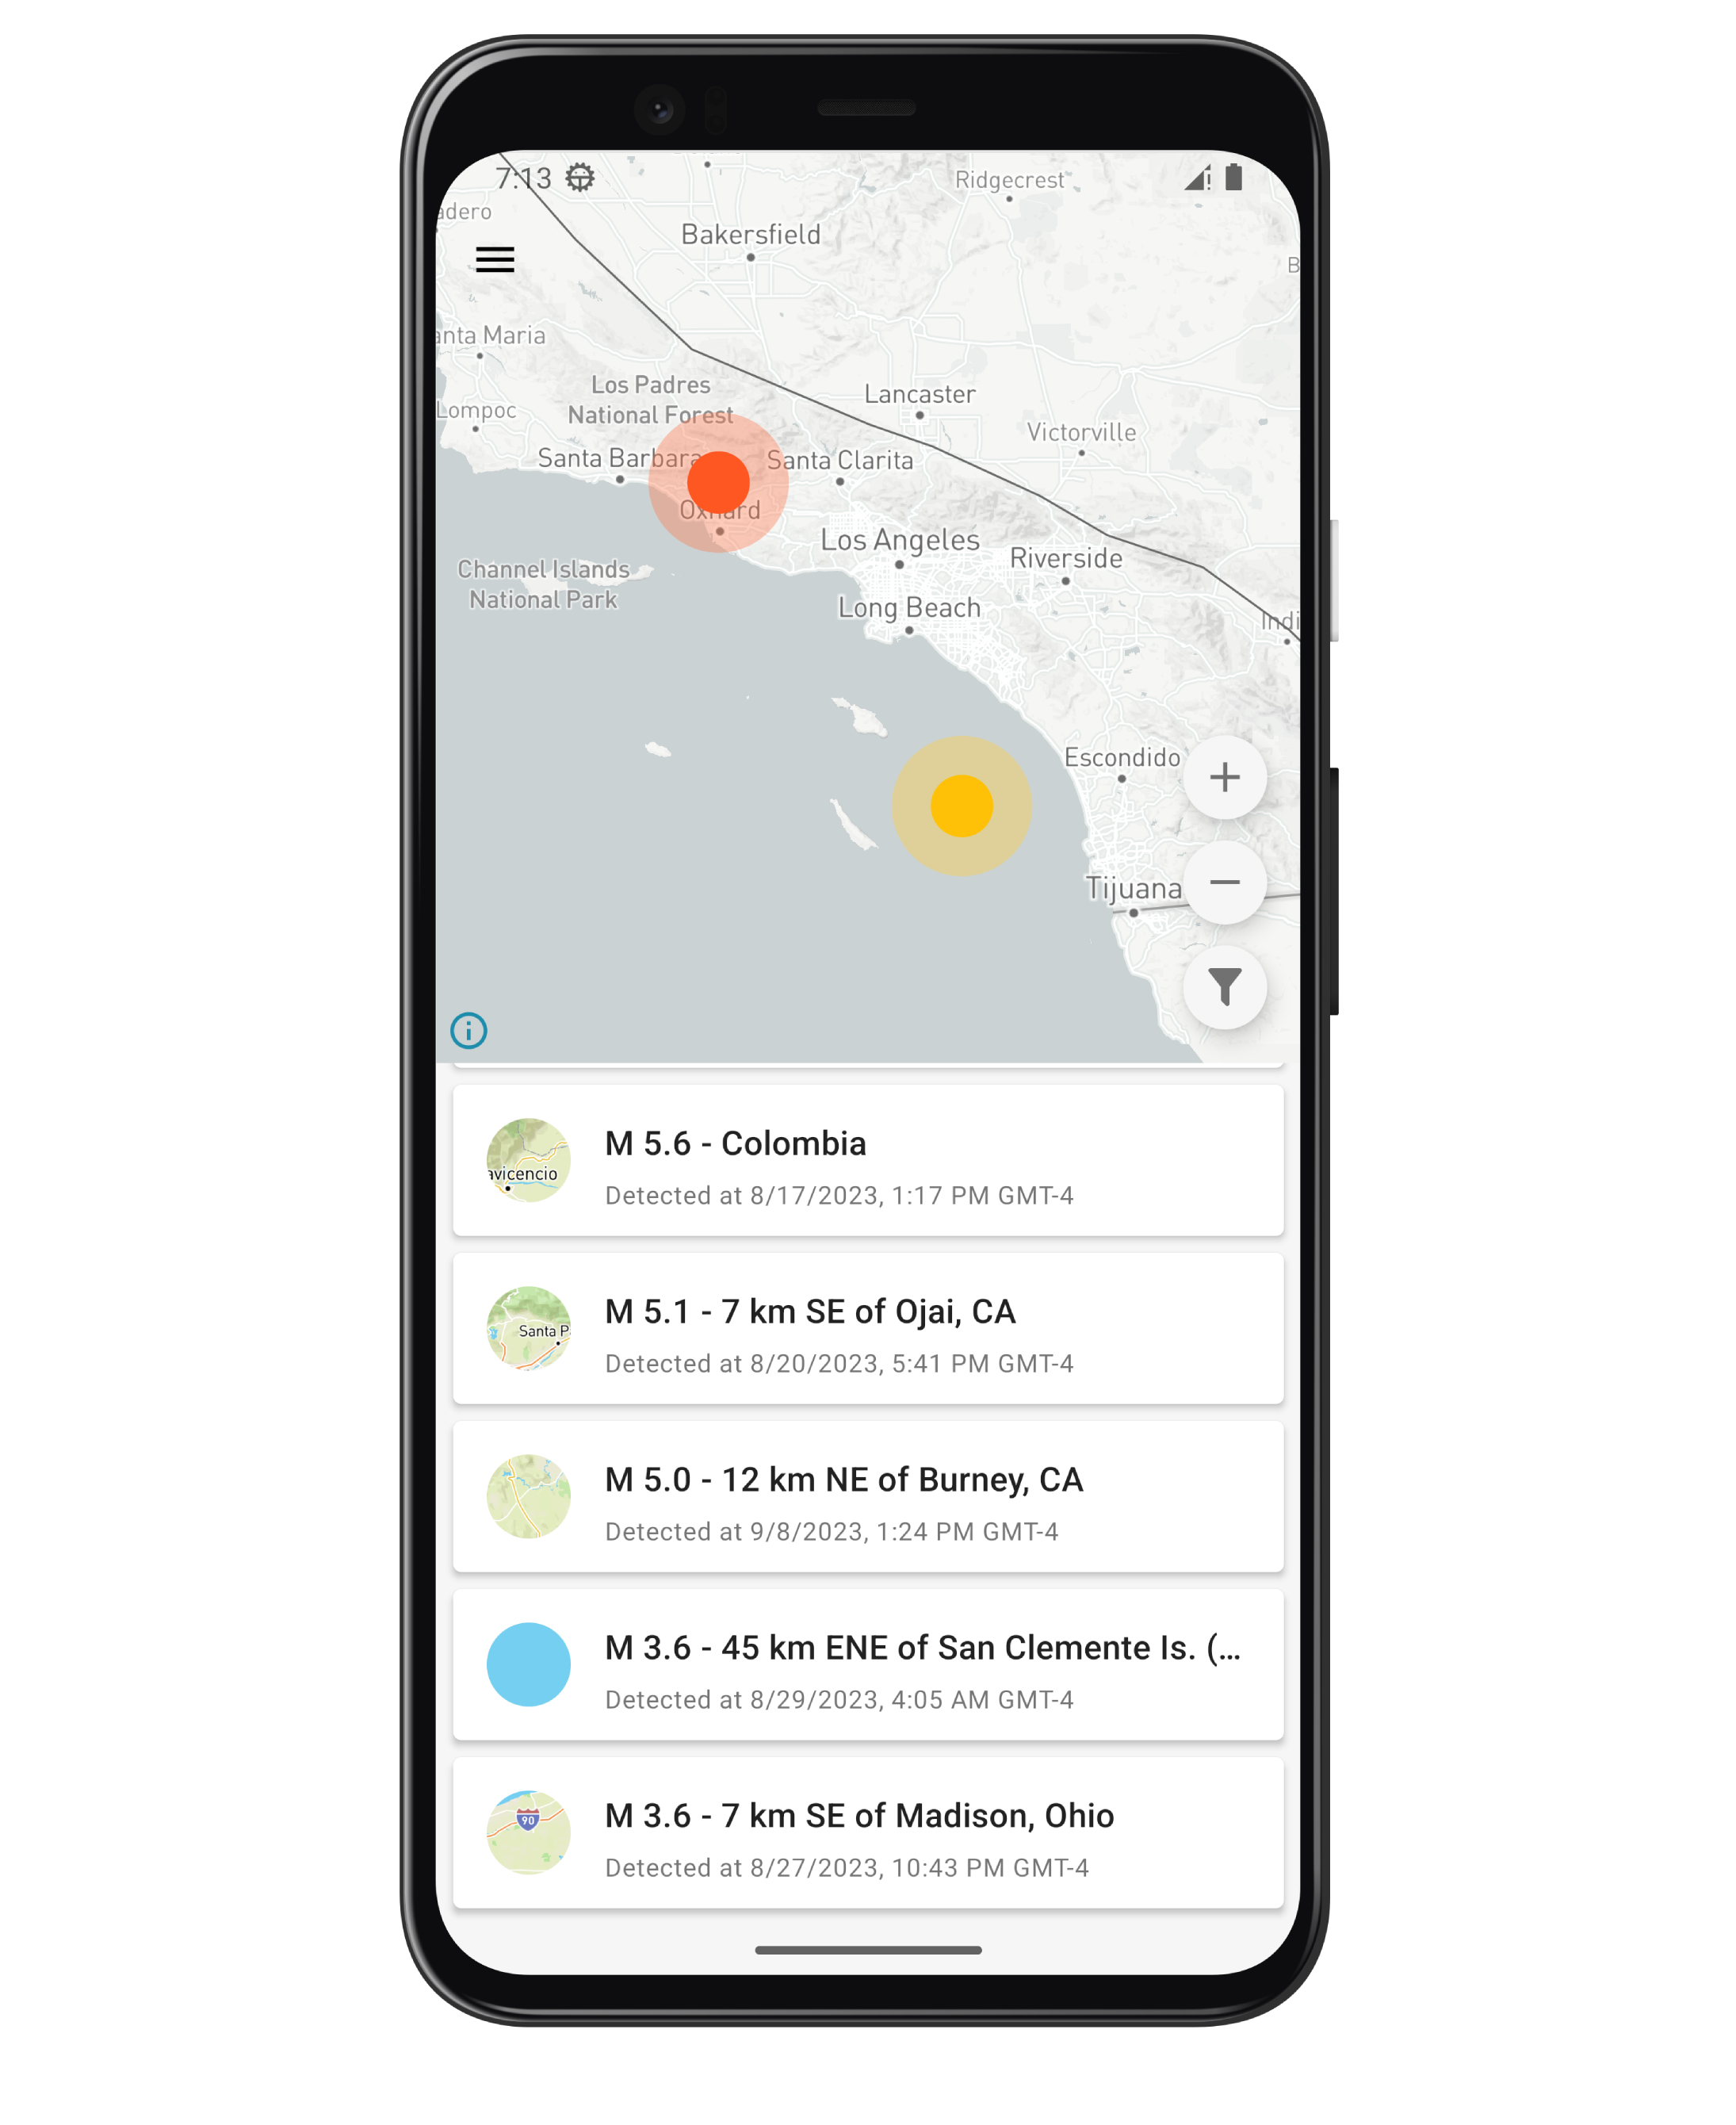 7:13
Ridgecrest
adero
Bakersfield
B
anta Maria
Los Padres
National Forest
Lancaster
Lompoc
Victorville
Santa Barbara
Santa Clarita
Oxnard
Los Angeles
Riverside
Channel Islands
National Park
Long Beach
Indi
Escondido
Tijuana
M 5.6 - Colombia
avicencio
Detected at 8/17/2023, 1:17 PM GMT-4
M 5.1 - 7 km SE of Ojai, CA
Santa P
Detected at 8/20/2023, 5:41 PM GMT-4
M 5.0 - 12 km NE of Burney, CA
Detected at 9/8/2023, 1:24 PM GMT-4
M 3.6 - 45 km ENE of San Clemente Is. (...
Detected at 8/29/2023, 4:05 AM GMT-4
M 3.6 - 7 km SE of Madison, Ohio
90
Detected at 8/27/2023, 10:43 PM GMT-4